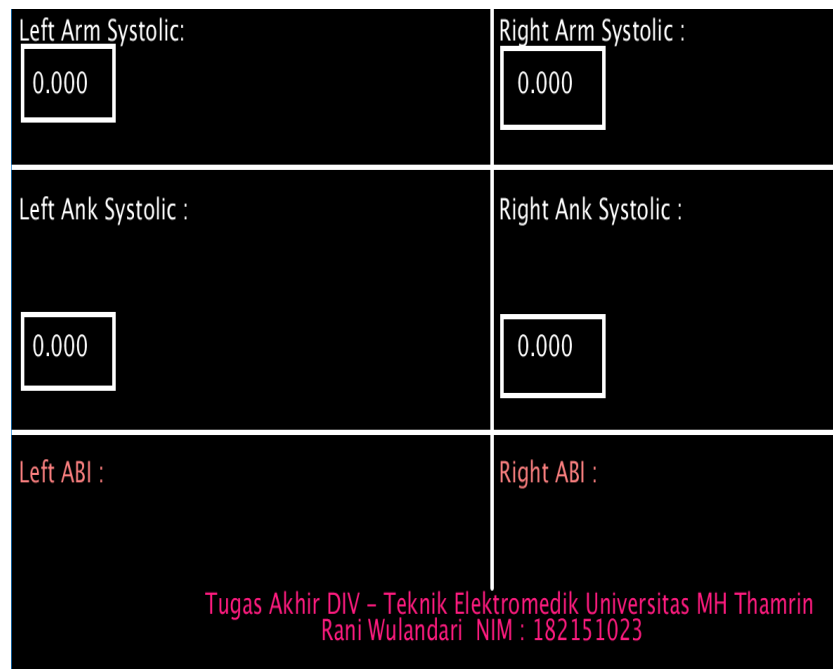 Left Arm Systolic:
Right Arm Systolic :
0.000
0.000
Left Ank Systolic :
Right Ank Systolic :
0.000
0.000
Left ABI :
Right ABI :
Tugas Akhir DIV – Teknik Elektromedik Universitas MH Thamrin
Rani Wulandari NIM : 182151023